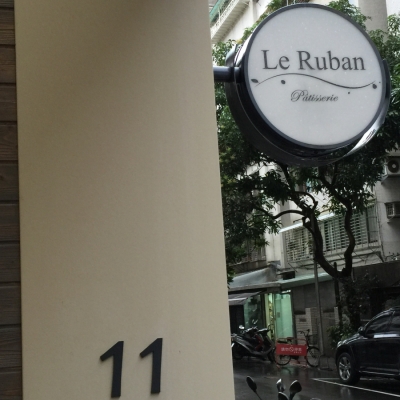 Le Ruban
Pâtisserie
11